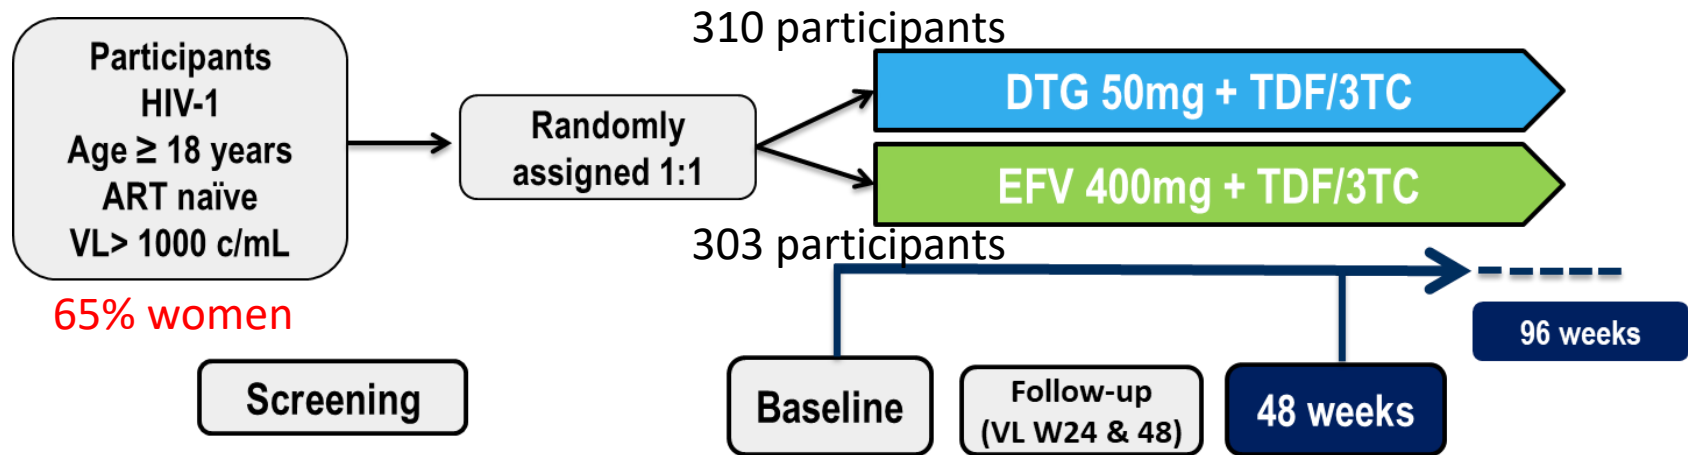 Participants
HIV-1
Age ≥ 18 years
ART naïve
VL> 1000 c/mL
65% women
Randomly
assigned 1:1
310 participants
DTG 50mg + TDF/3TC
EFV 400mg + TDF/3TC
303 participants
96 weeks
Screening
Baseline
Follow-up
(VL W24 & 48)
48 weeks